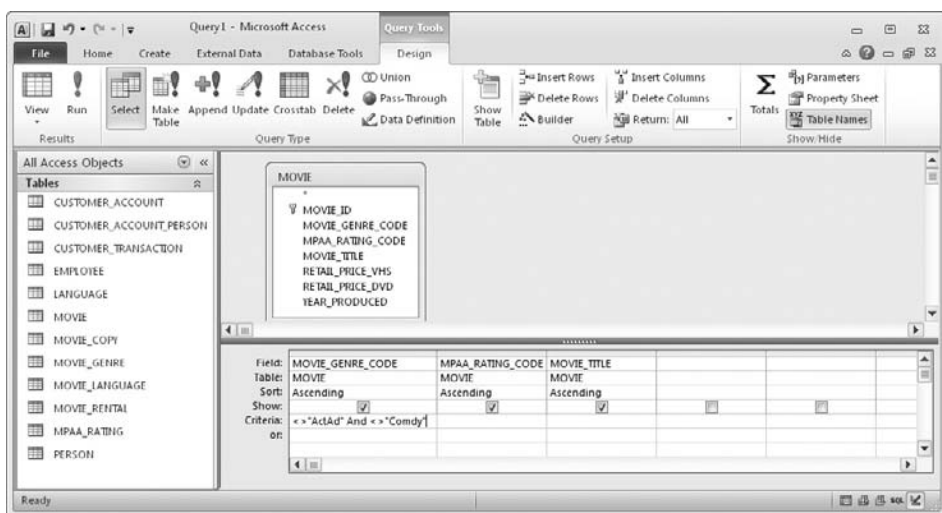 A
Query1 - Microsoft Access
Query Tools
File Home Create External Data Database Tools Design
View
Run
Select
Make Table
Append
Update
Crosstab
Delete
Union
Pass-Through
Data Definition
Show Table
Insert Rows
Delete Rows
Builder
Insert Columns
Delete Columns
Return: All
Totals
Parameters
Property Sheet
Table Names
Results
Query Type
Query Setup
Show/Hide
All Access Objects
Tables
CUSTOMER_ACCOUNT
CUSTOMER_ACCOUNT_PERSON
CUSTOMER_TRANSACTION
EMPLOYEE
LANGUAGE
MOVIE
MOVIE_COPY
MOVIE_GENRE
MOVIE_LANGUAGE
MOVIE_RENTAL
MPAA_RATING
PERSON
MOVIE
*
MOVIE_ID
MOVIE_GENRE_CODE
MPAA_RATING_CODE
MOVIE_TITLE
RETAIL_PRICE_VHS
RETAIL_PRICE_DVD
YEAR_PRODUCED
Field: MOVIE_GENRE_CODE MPAA_RATING_CODE MOVIE_TITLE
Table: MOVIE MOVIE MOVIE
Sort: Ascending Ascending Ascending
Show:
Criteria: <>"ActAd" And <>"Comdy"
or:
Ready
SQL